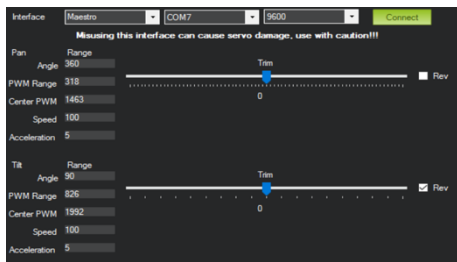 Interface Maestro COM7 9600 Connect
Misusing this interface can cause servo damage, use with caution!!!
Pan Range
Angle 360 Trim
Rev
PWM Range 318
Center PWM 1463 0
Speed 100
Acceleration 5
Tilt Range
Angle 90 Trim
Rev
PWM Range 826
Center PWM 1992 0
Speed 100
Acceleration 5